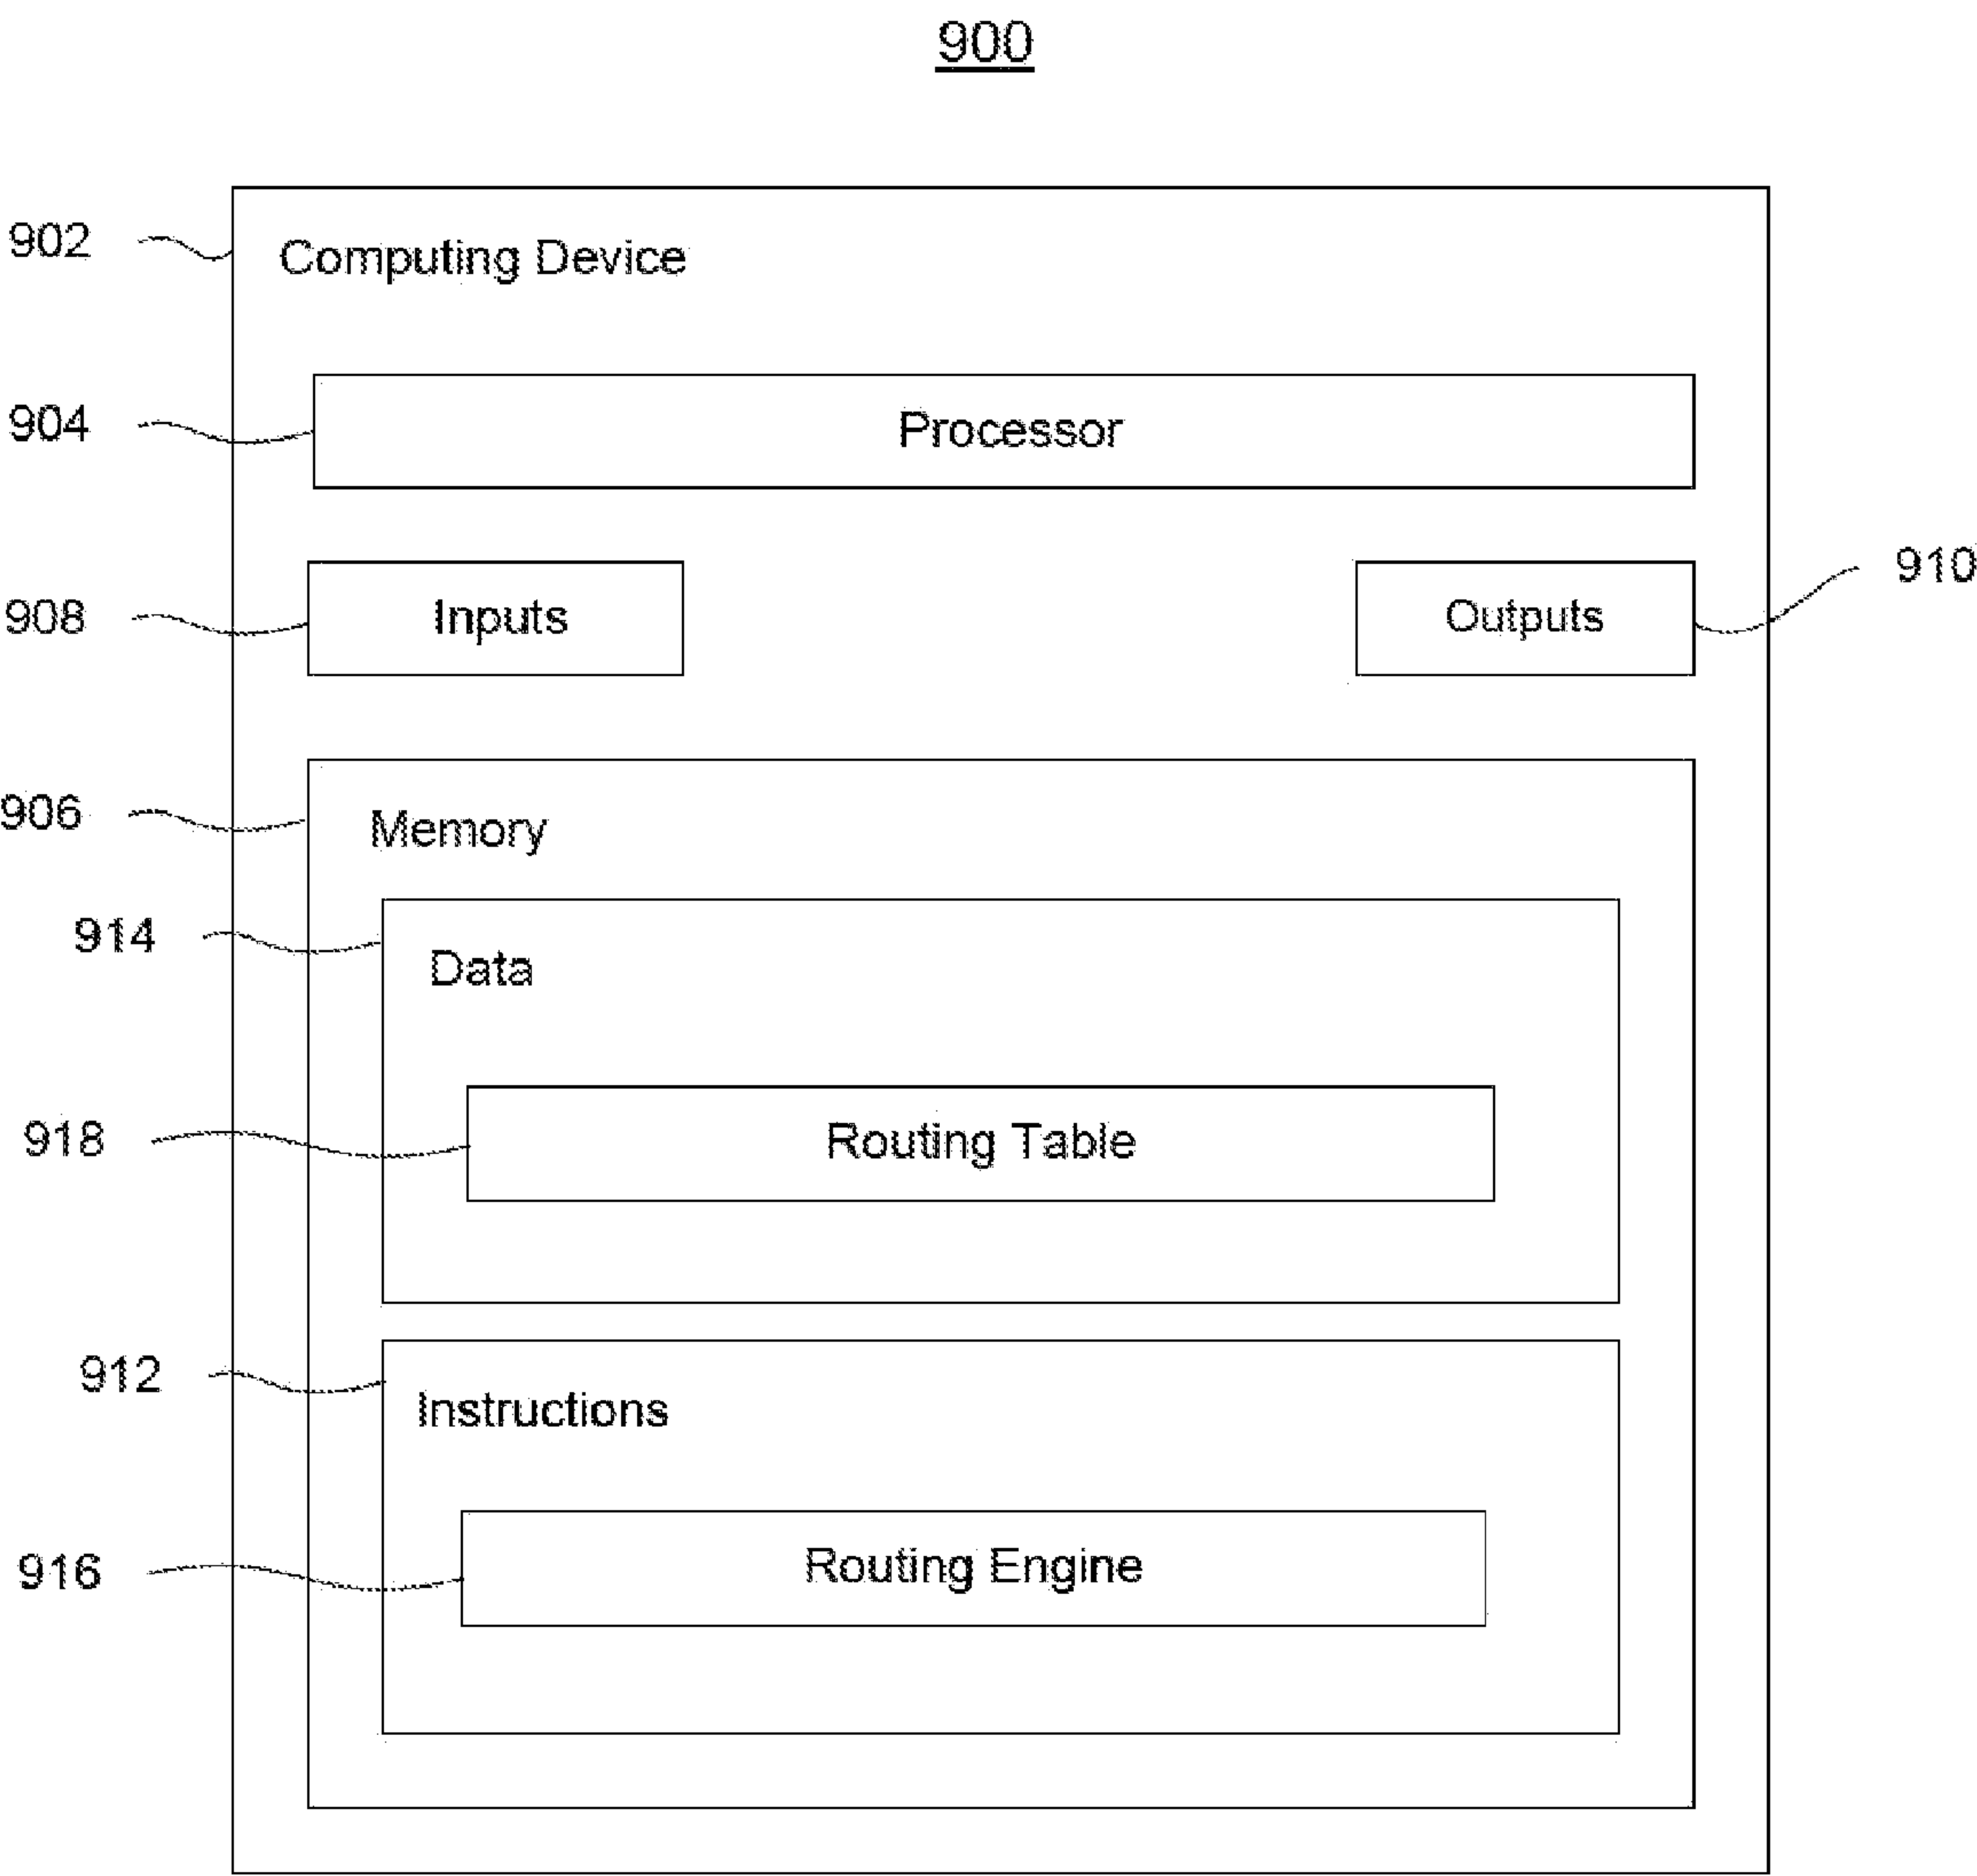 900
902
Computing Device
904
Processor
908
Inputs
Outputs
910
906
Memory
914
Data
918
Routing Table
912
Instructions
916
Routing Engine